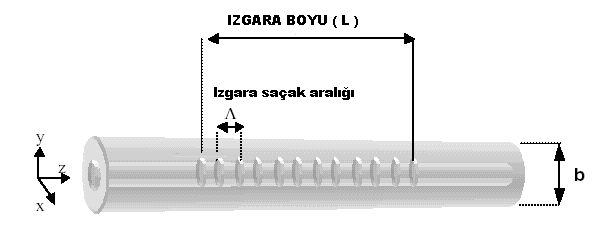 IZGARA BOYU ( L )
Izgara saçak aralığı
Λ
y
z
x
b